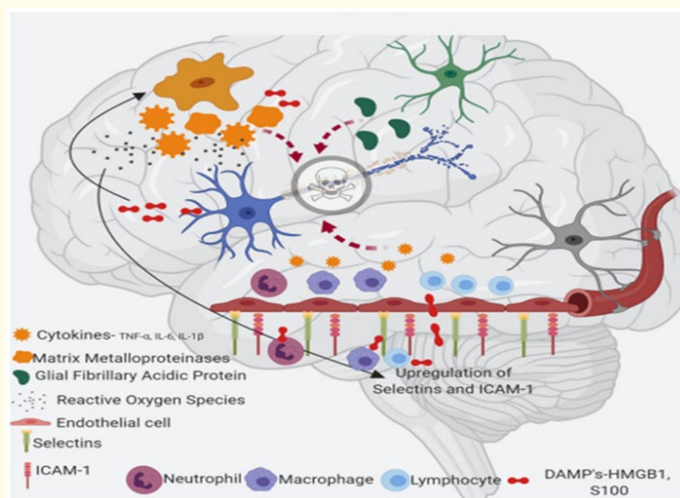 Cytokines- TNF-α, IL-6, IL-1β
Matrix Metalloproteinases
Glial Fibrillary Acidic Protein
Reactive Oxygen Species
Endothelial cell
Selectins
ICAM-1
Upregulation of
Selectins and ICAM-1
Neutrophil
Macrophage
Lymphocyte
DAMP's-HMGB1,
S100